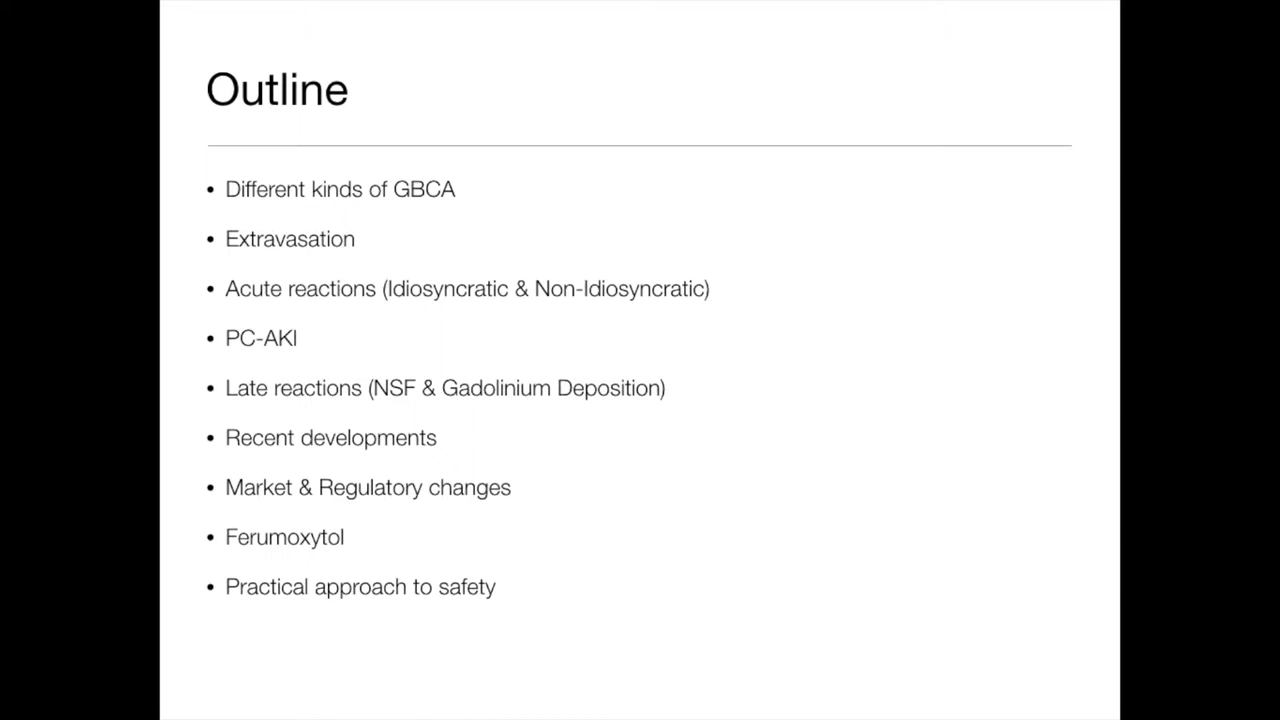 Outline
• Different kinds of GBCA
• Extravasation
• Acute reactions (Idiosyncratic & Non-Idiosyncratic)
• PC-AKI
• Late reactions (NSF & Gadolinium Deposition)
• Recent developments
• Market & Regulatory changes
• Ferumoxytol
• Practical approach to safety